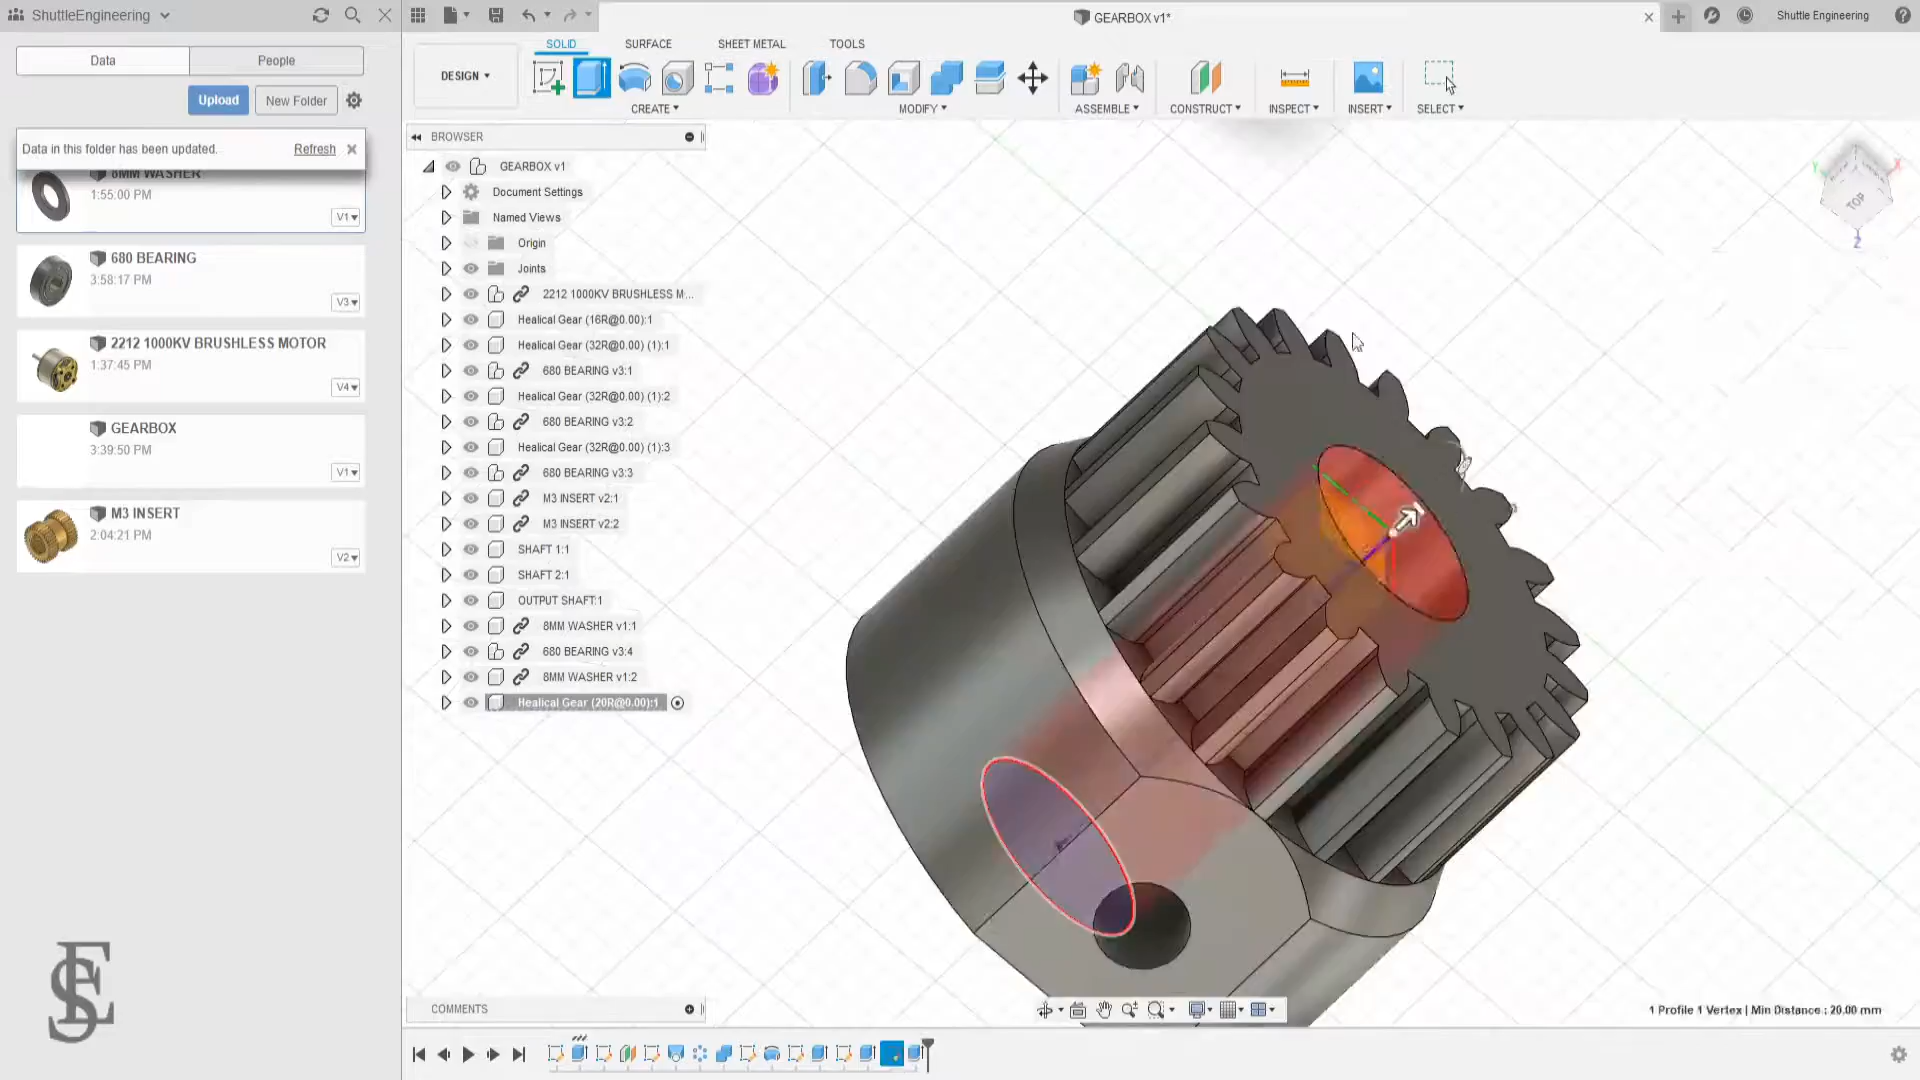 ShuttleEngineering
GEARBOX v1*
Shuttle Engineering
Data
People
Upload
New Folder
Data in this folder has been updated.
Refresh
8MM WASHER
1:55:00 PM
V1
680 BEARING
3:58:17 PM
V3
2212 1000KV BRUSHLESS MOTOR
1:37:45 PM
V4
GEARBOX
3:39:50 PM
V1
M3 INSERT
2:04:21 PM
V2
DESIGN
SOLID
SURFACE
SHEET METAL
TOOLS
CREATE
MODIFY
ASSEMBLE
CONSTRUCT
INSPECT
INSERT
SELECT
BROWSER
GEARBOX v1
Document Settings
Named Views
Origin
Joints
2212 1000KV BRUSHLESS M...
Healical Gear (16R@0.00):1
Healical Gear (32R@0.00) (1):1
680 BEARING v3:1
Healical Gear (32R@0.00) (1):2
680 BEARING v3:2
Healical Gear (32R@0.00) (1):3
680 BEARING v3:3
M3 INSERT v2:1
M3 INSERT v2:2
SHAFT 1:1
SHAFT 2:1
OUTPUT SHAFT:1
8MM WASHER v1:1
680 BEARING v3:4
8MM WASHER v1:2
Healical Gear (20R@0.00):1
X
Y
TOP
Z
COMMENTS
1 Profile 1 Vertex | Min Distance : 20.00 mm